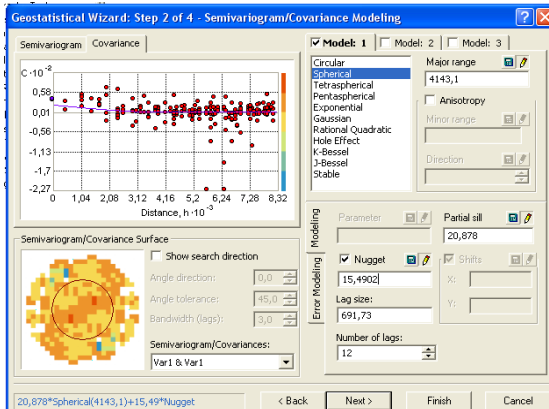 Geostatistical Wizard: Step 2 of 4 - Semivariogram/Covariance Modeling
Semivariogram
Covariance
C·10⁻²
0,78
0,56
0,01
-0,56
-1,13
-1,7
-2,27
0 1,04 2,08 3,12 4,16 5,2 6,24 7,28 8,32
Distance, h·10⁻³
Semivariogram/Covariance Surface
Show search direction
Angle direction: 0,0
Angle tolerance: 45,0
Bandwidth (lags): 3,0
Semivariogram/Covariances:
Var1 & Var1
Model: 1
Model: 2
Model: 3
Circular
Spherical
Tetraspherical
Pentaspherical
Exponential
Gaussian
Rational Quadratic
Hole Effect
K-Bessel
J-Bessel
Stable
Major range
4143,1
Anisotropy
Minor range
Direction
Modeling
Error Modeling
Parameter
Partial sill
20,878
Nugget
15,4902
Shifts
X:
Y:
Lag size:
691,73
Number of lags:
12
20,878*Spherical(4143,1)+15,49*Nugget
< Back
Next >
Finish
Cancel